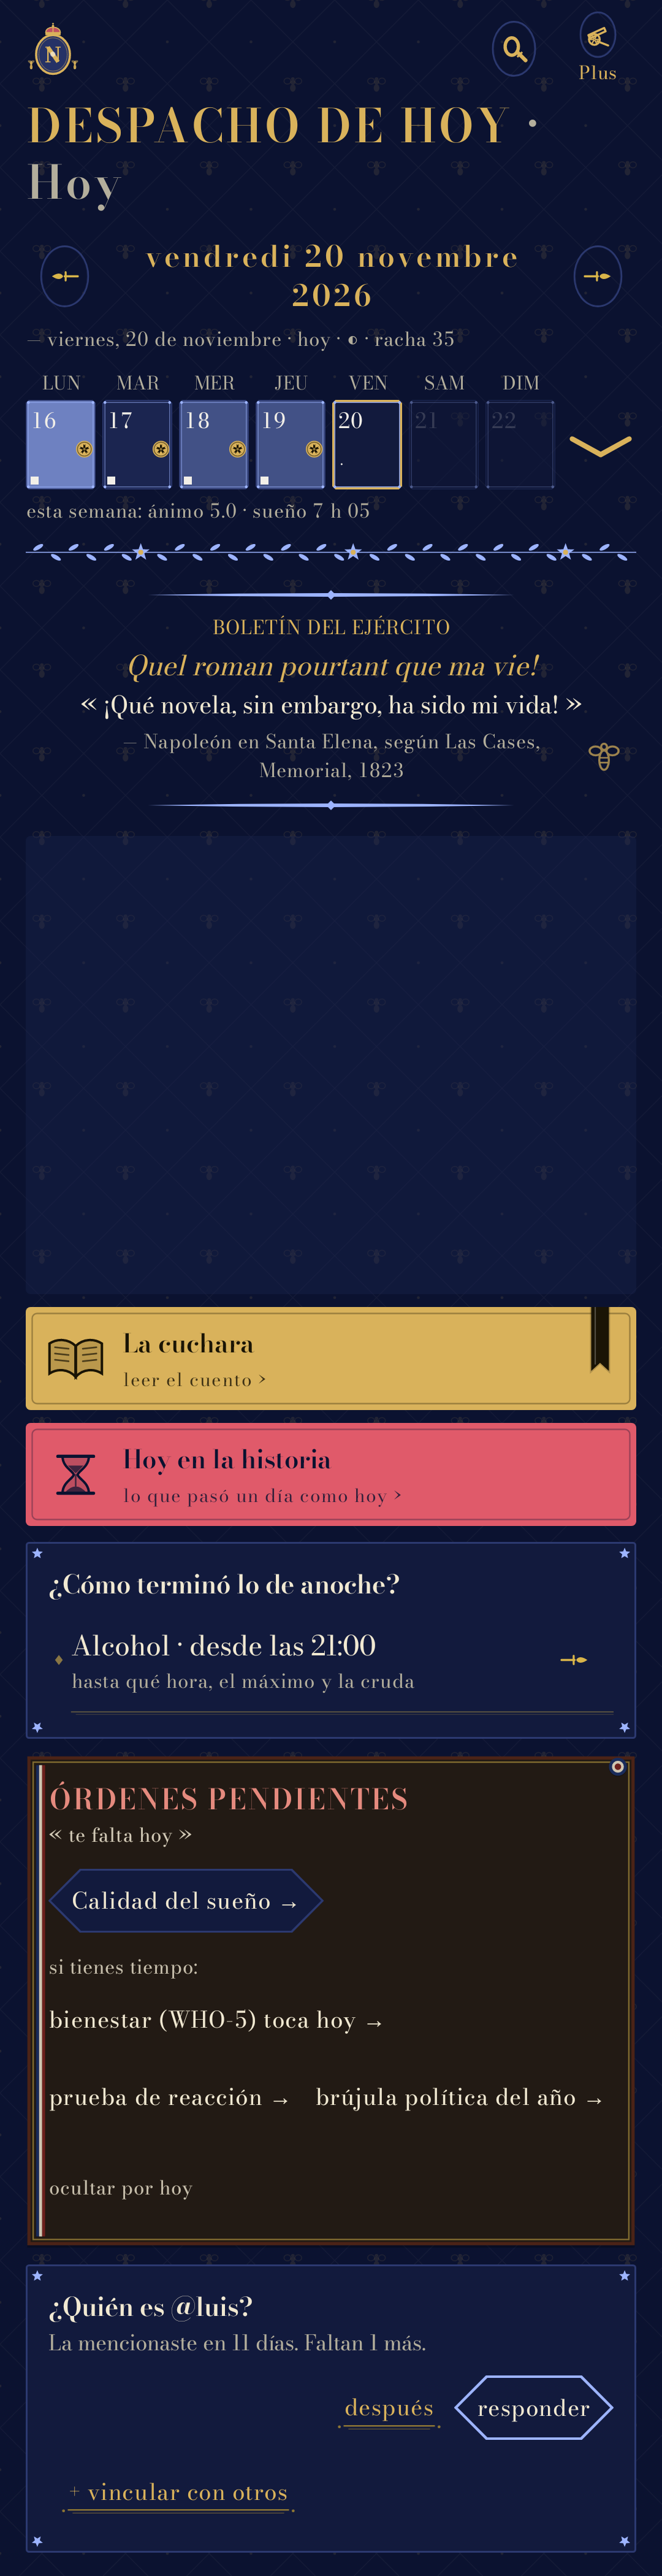 N
Plus
DESPACHO DE HOY ·
Hoy
vendredi 20 novembre
2026
— viernes, 20 de noviembre · hoy · ◐ · racha 35
LUN MAR MER JEU VEN SAM DIM
16 17 18 19 20 21 22
esta semana: ánimo 5.0 · sueño 7 h 05
BOLETÍN DEL EJÉRCITO
Quel roman pourtant que ma vie!
« ¡Qué novela, sin embargo, ha sido mi vida! »
— Napoleón en Santa Elena, según Las Cases,
Memorial, 1823
La cuchara
leer el cuento ›
Hoy en la historia
lo que pasó un día como hoy ›
¿Cómo terminó lo de anoche?
Alcohol · desde las 21:00
hasta qué hora, el máximo y la cruda
ÓRDENES PENDIENTES
« te falta hoy »
Calidad del sueño →
si tienes tiempo:
bienestar (WHO-5) toca hoy →
prueba de reacción → brújula política del año →
ocultar por hoy
¿Quién es @luis?
La mencionaste en 11 días. Faltan 1 más.
después responder
+ vincular con otros